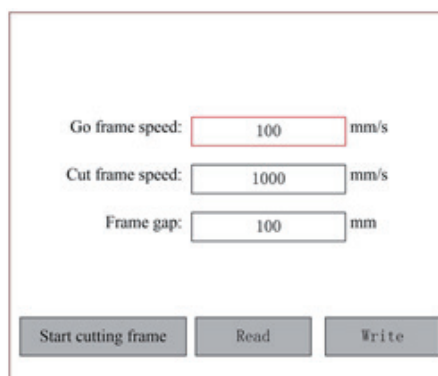 Go frame speed: 100 mm/s
Cut frame speed: 1000 mm/s
Frame gap: 100 mm
Start cutting frame Read Write